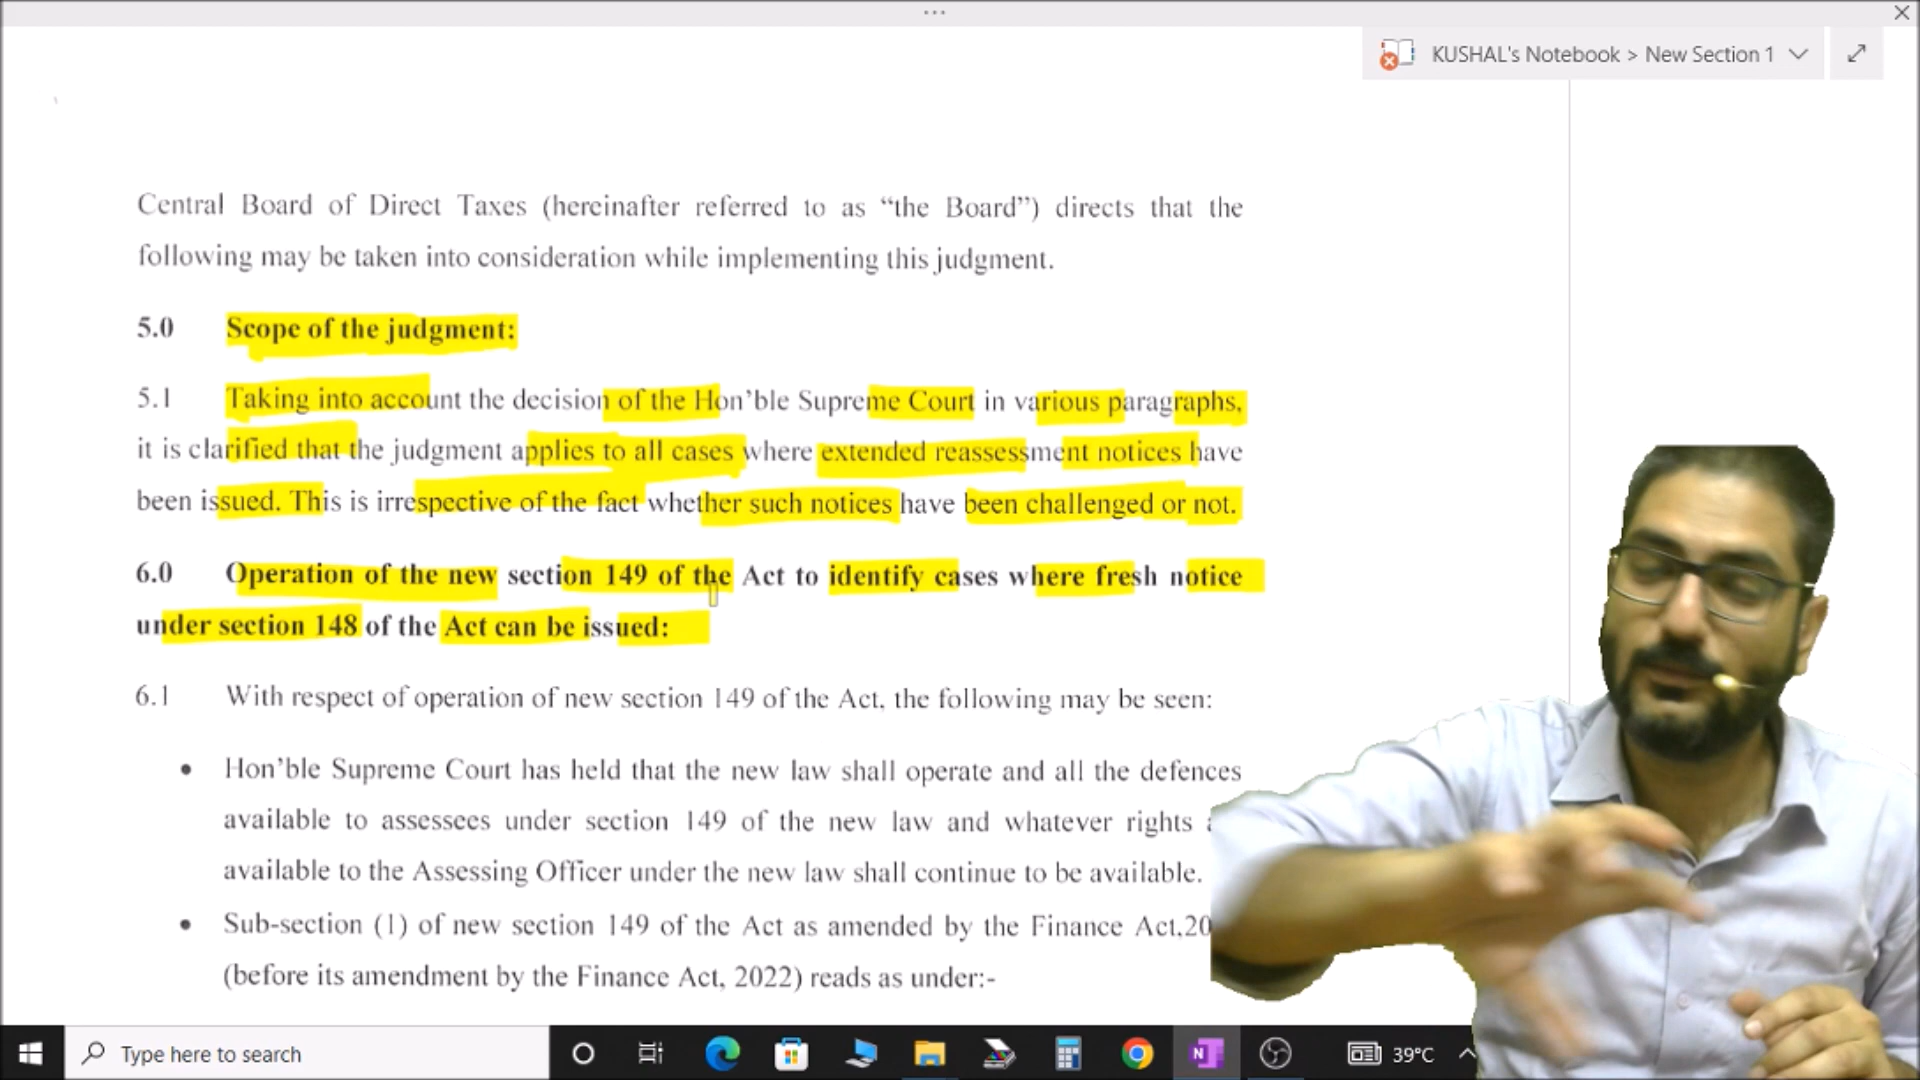 KUSHAL's Notebook > New Section 1
Central Board of Direct Taxes (hereinafter referred to as “the Board”) directs that the
following may be taken into consideration while implementing this judgment.
5.0 Scope of the judgment:
5.1 Taking into account the decision of the Hon’ble Supreme Court in various paragraphs,
it is clarified that the judgment applies to all cases where extended reassessment notices have
been issued. This is irrespective of the fact whether such notices have been challenged or not.
6.0 Operation of the new section 149 of the Act to identify cases where fresh notice
under section 148 of the Act can be issued:
6.1 With respect of operation of new section 149 of the Act, the following may be seen:
• Hon’ble Supreme Court has held that the new law shall operate and all the defences
available to assessees under section 149 of the new law and whatever rights
available to the Assessing Officer under the new law shall continue to be available.
• Sub-section (1) of new section 149 of the Act as amended by the Finance Act,20
(before its amendment by the Finance Act, 2022) reads as under:-
Type here to search
39°C